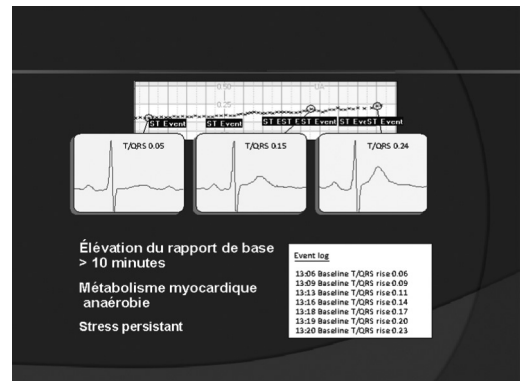 0.50 UA
0.25
ST Event ST Event ST EST EST Event ST EveST Event
T/QRS 0.05 T/QRS 0.15 T/QRS 0.24
Élévation du rapport de base
> 10 minutes
Métabolisme myocardique
anaérobie
Stress persistant
Event log
13:06 Baseline T/QRS rise 0.06
13:09 Baseline T/QRS rise 0.09
13:13 Baseline T/QRS rise 0.11
13:16 Baseline T/QRS rise 0.14
13:18 Baseline T/QRS rise 0.17
13:19 Baseline T/QRS rise 0.20
13:20 Baseline T/QRS rise 0.23